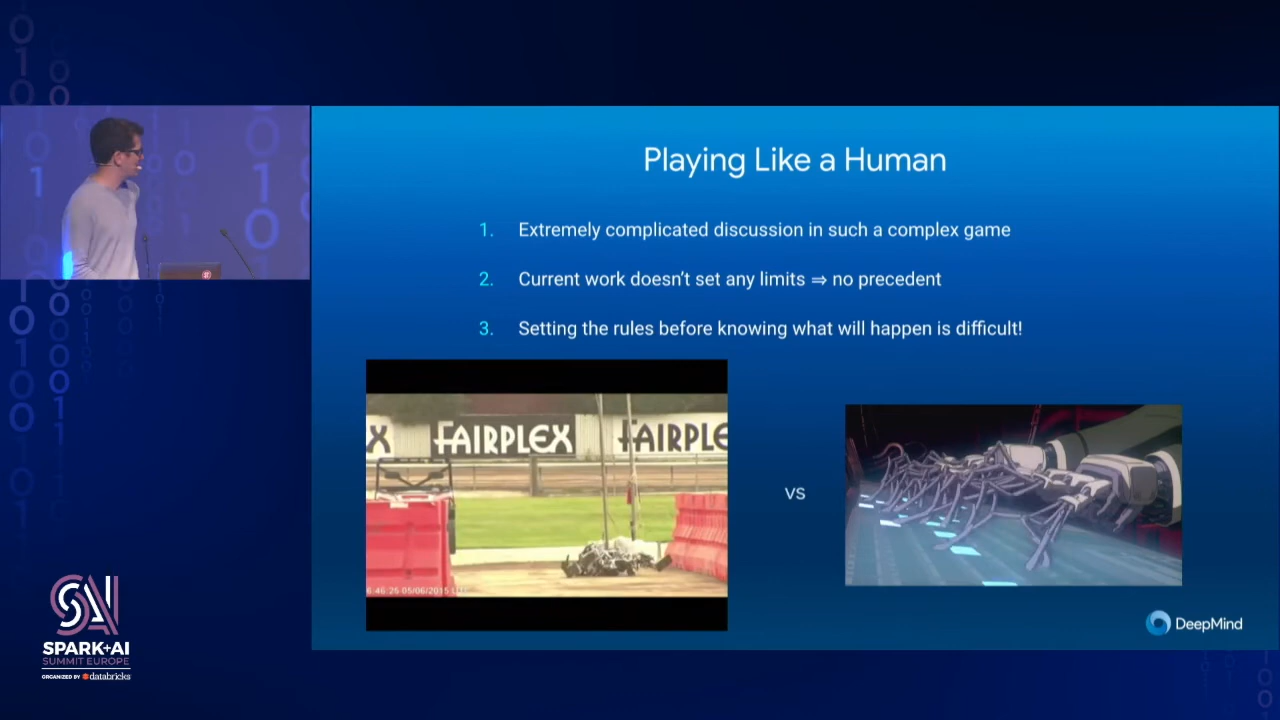 Playing Like a Human
1. Extremely complicated discussion in such a complex game
2. Current work doesn't set any limits ⇒ no precedent
3. Setting the rules before knowing what will happen is difficult!
FAIRPLEX
FAIRPLE
vs
DeepMind
SPARK+AI
SUMMIT EUROPE
ORGANIZED BY databricks